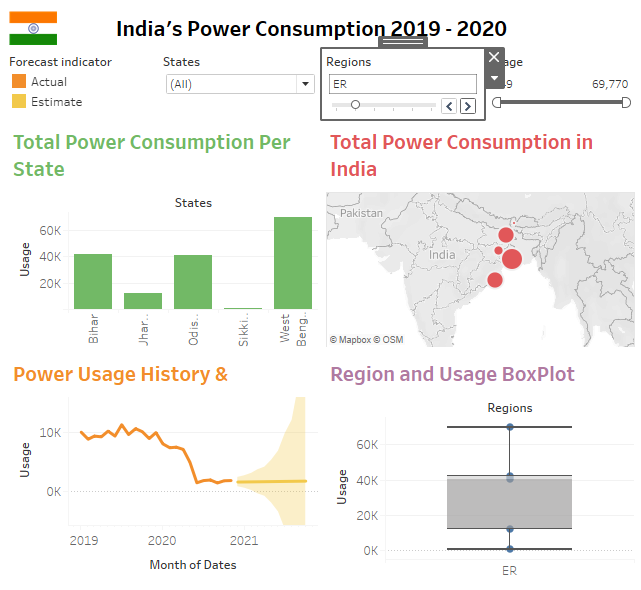 India's Power Consumption 2019 - 2020
Forecast indicator
Actual
Estimate
States
(All)
Regions
ER
69,770
Total Power Consumption Per
State
States
Usage
60K
40K
20K
Bihar
Jhar..
Odis..
Sikki..
West
Beng..
Total Power Consumption in
India
Pakistan
India
© Mapbox © OSM
Power Usage History &
Usage
10K
0K
2019
2020
2021
Month of Dates
Region and Usage BoxPlot
Regions
Usage
60K
40K
20K
0K
ER